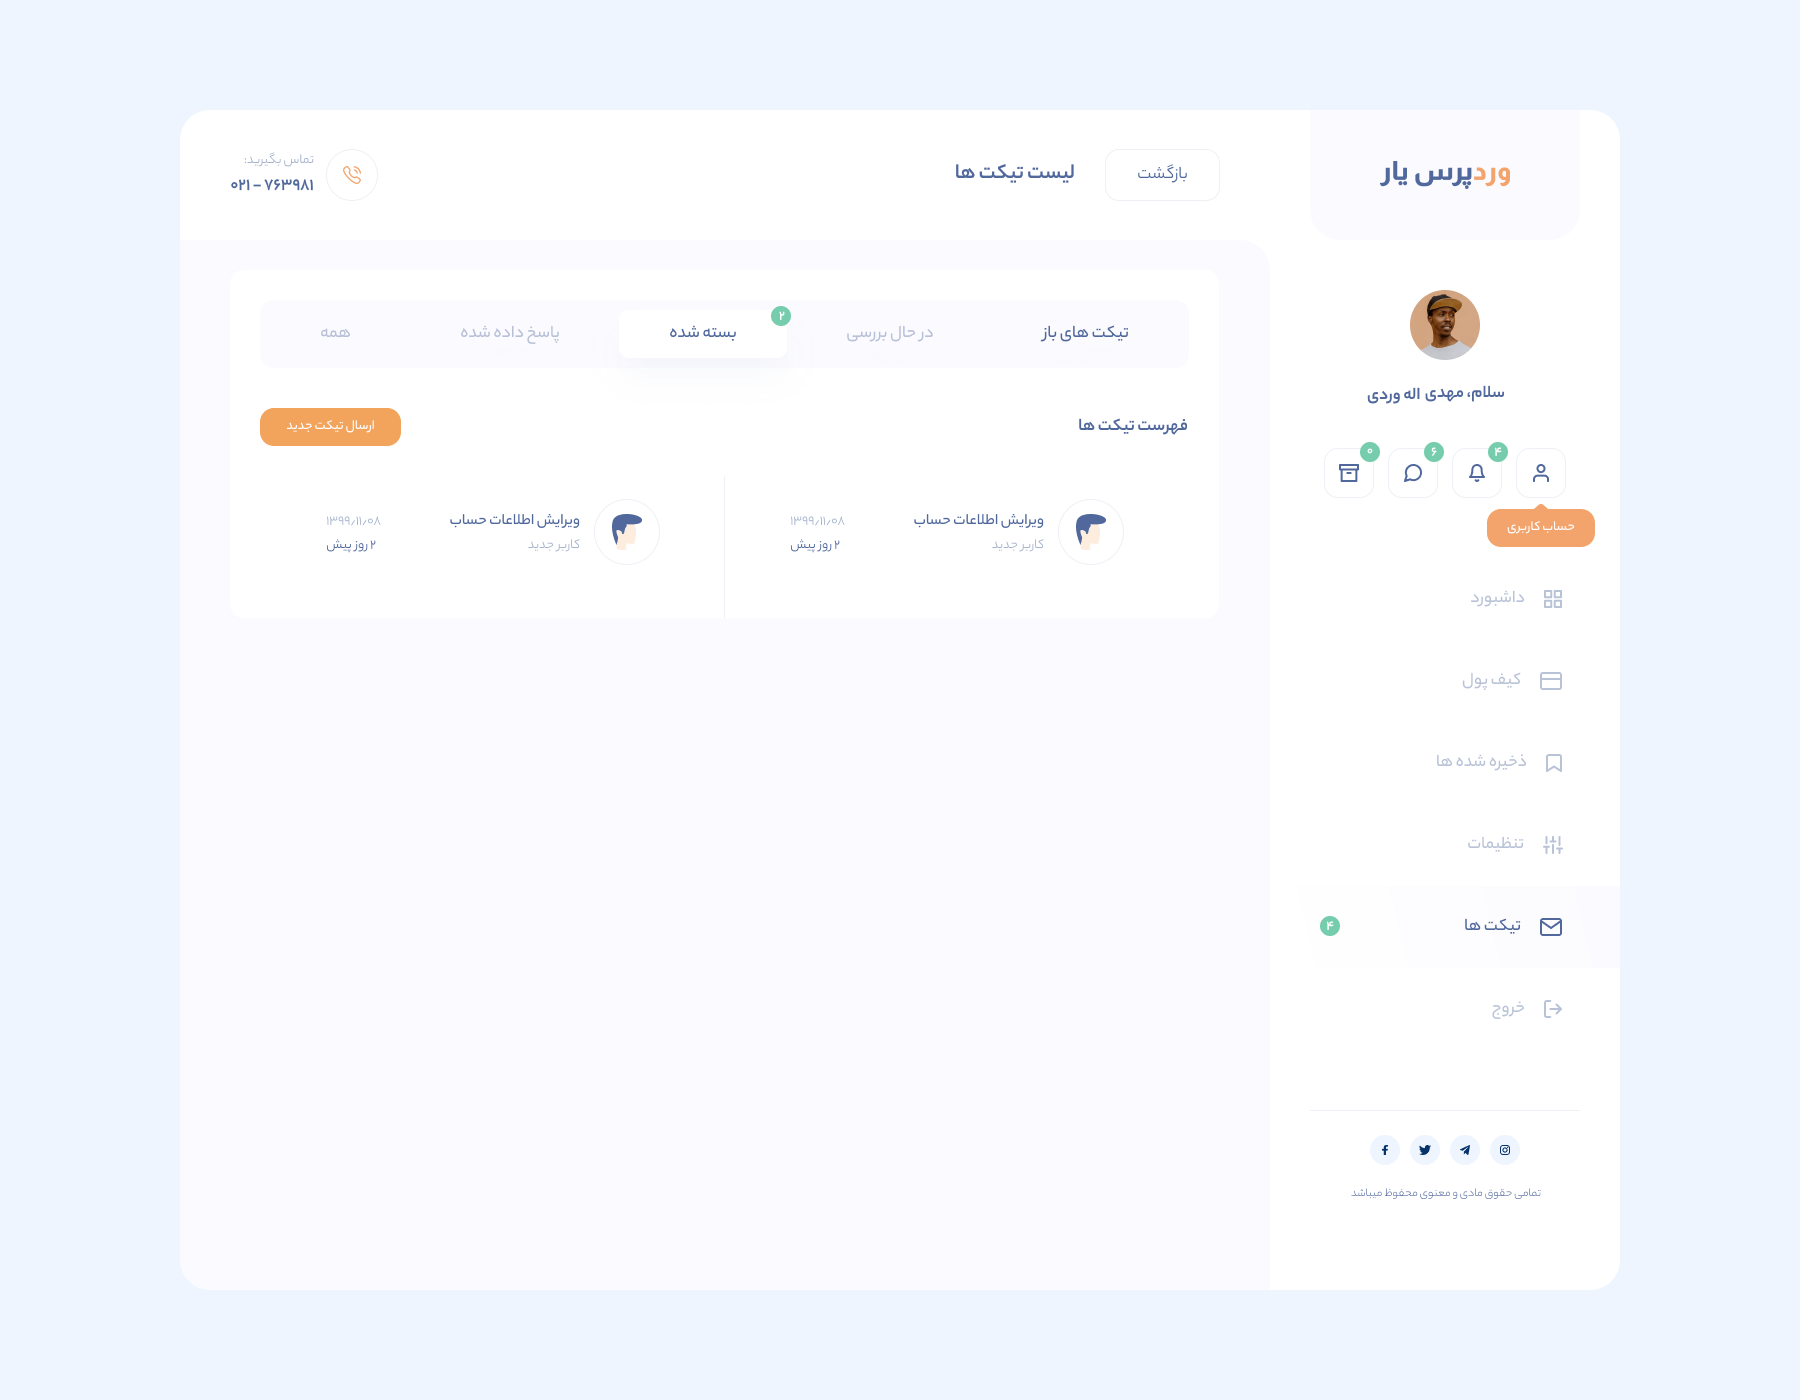 وردپرس یار
بازگشت
لیست تیکت ها
تماس بگیرید:
۰۲۱ – ۷۶۳۹۸۱
سلام، مهدی اله وردی
۴
۶
۰
حساب کاربری
داشبورد
کیف پول
ذخیره شده ها
تنظیمات
تیکت ها
۴
خروج
تمامی حقوق مادی و معنوی محفوظ میباشد
تیکت های باز
در حال بررسی
بسته شده
۲
پاسخ داده شده
همه
فهرست تیکت ها
ارسال تیکت جدید
ویرایش اطلاعات حساب
۱۳۹۹/۱۱/۰۸
کاربر جدید
۲ روز پیش
ویرایش اطلاعات حساب
۱۳۹۹/۱۱/۰۸
کاربر جدید
۲ روز پیش